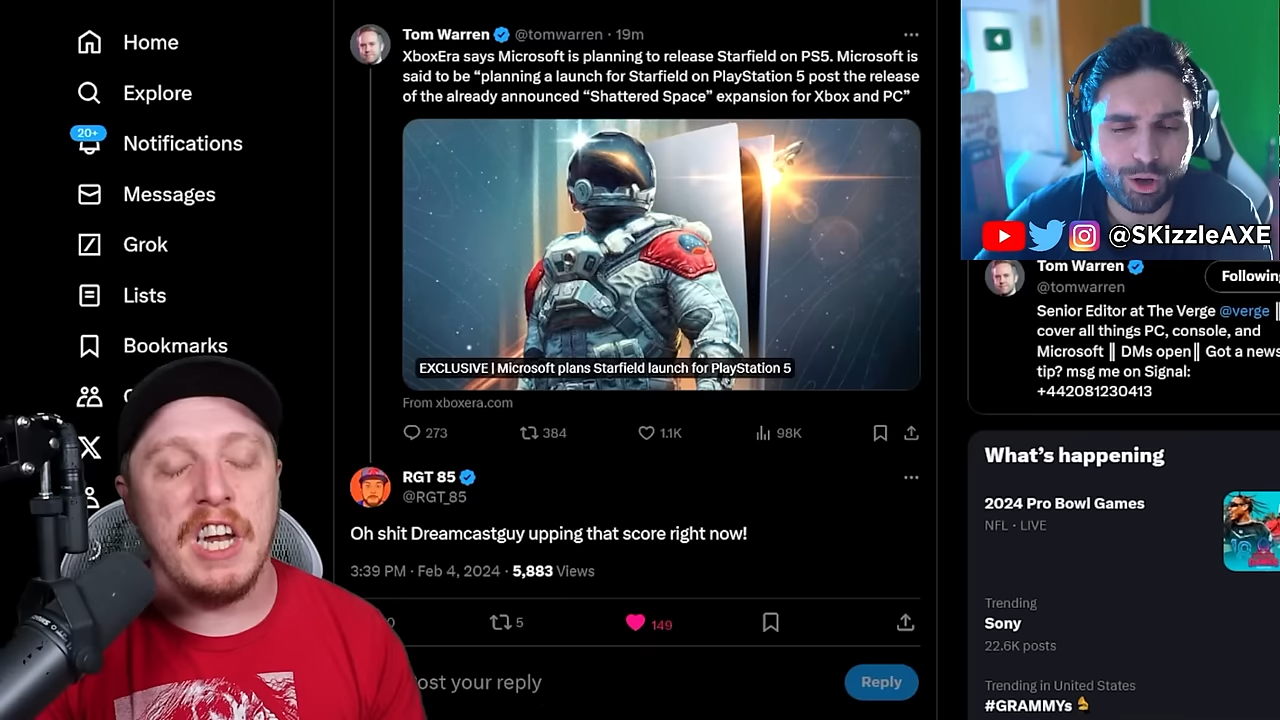 Home
Explore
20+
Notifications
Messages
Grok
Lists
Bookmarks
Tom Warren @tomwarren · 19m
XboxEra says Microsoft is planning to release Starfield on PS5. Microsoft is
said to be “planning a launch for Starfield on PlayStation 5 post the release
of the already announced “Shattered Space” expansion for Xbox and PC”
EXCLUSIVE | Microsoft plans Starfield launch for PlayStation 5
From xboxera.com
273 384 1.1K 98K
RGT 85
@RGT_85
Oh shit Dreamcastguy upping that score right now!
3:39 PM · Feb 4, 2024 · 5,883 Views
5 149
ost your reply
Reply
@SKizzleAXE
Tom Warren
@tomwarren
Following
Senior Editor at The Verge @verge ||
cover all things PC, console, and
Microsoft || DMs open|| Got a news
tip? msg me on Signal:
+442081230413
What’s happening
2024 Pro Bowl Games
NFL · LIVE
Trending
Sony
22.6K posts
Trending in United States
#GRAMMYs